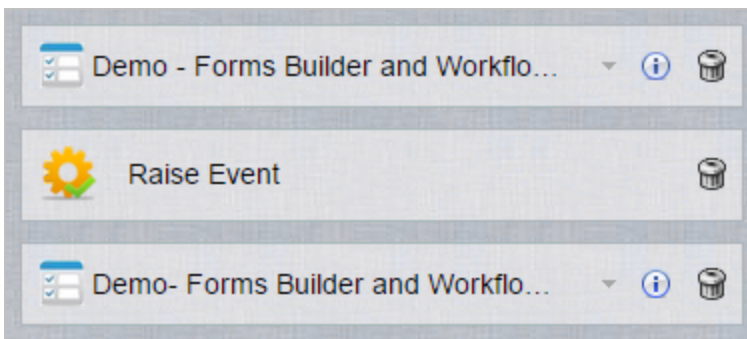 Demo - Forms Builder and Workflo...
Raise Event
Demo- Forms Builder and Workflo...